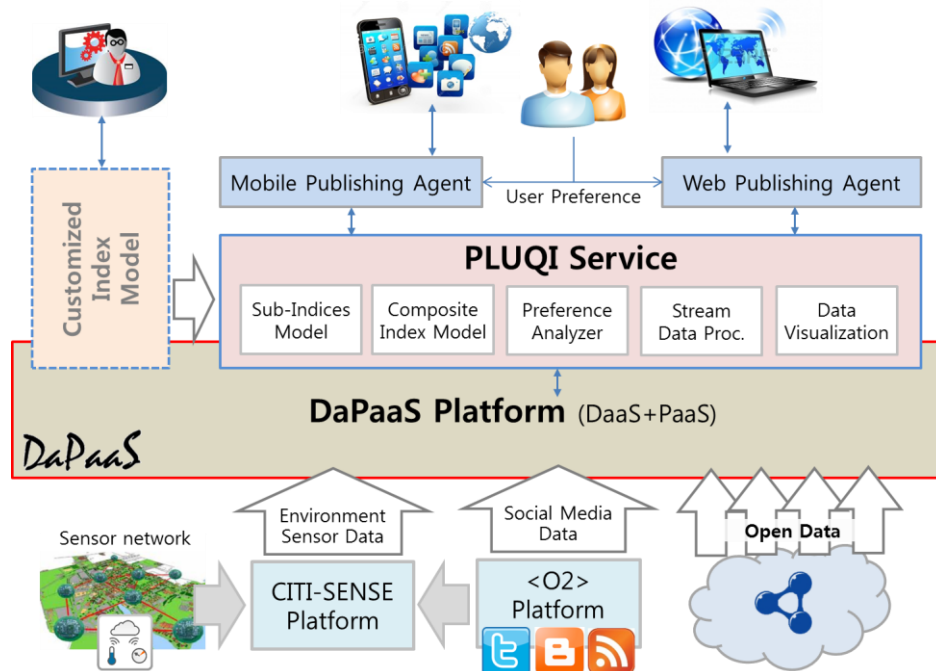 Mobile Publishing Agent
User Preference
Web Publishing Agent
Customized
Index
Model
PLUQI Service
Sub-Indices
Model
Composite
Index Model
Preference
Analyzer
Stream
Data Proc.
Data
Visualization
DaPaaS Platform (DaaS+PaaS)
DaPaaS
Environment
Sensor Data
Social Media
Data
Open Data
Sensor network
CITI-SENSE
Platform
<O2>
Platform